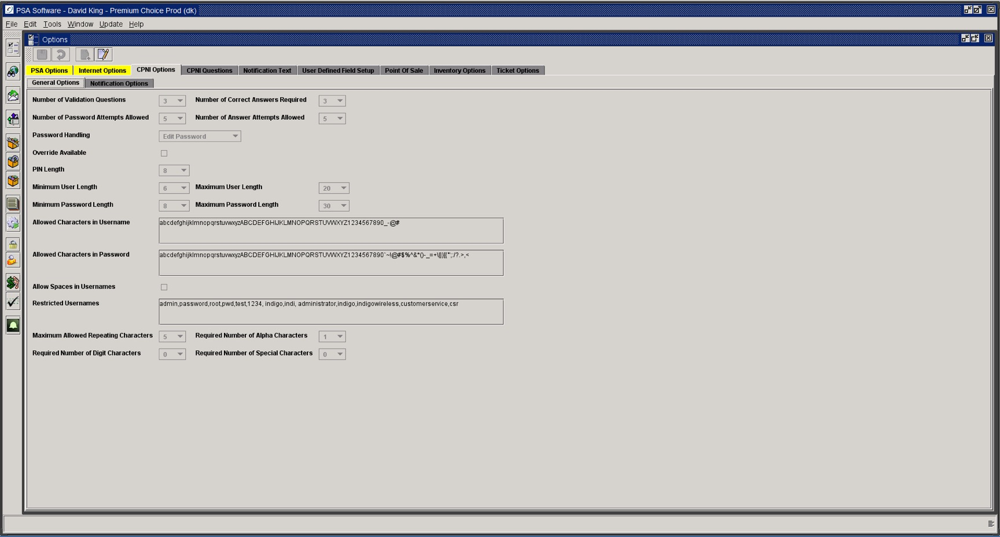 PSA Software - David King - Premium Choice Prod (dk)
File Edit Tools Window Update Help
Options
PSA Options Internet Options CPNI Options CPNI Questions Notification Text User Defined Field Setup Point Of Sale Inventory Options Ticket Options
General Options Notification Options
Number of Validation Questions 3 Number of Correct Answers Required 3
Number of Password Attempts Allowed 5 Number of Answer Attempts Allowed 5
Password Handling Edit Password
Override Available
PIN Length 8
Minimum User Length 6 Maximum User Length 20
Minimum Password Length 8 Maximum Password Length 30
Allowed Characters in Username abcdefghijklmnopqrstuvwxyzABCDEFGHIJKLMNOPQRSTUVWXYZ1234567890_-@#
Allowed Characters in Password abcdefghijklmnopqrstuvwxyzABCDEFGHIJKLMNOPQRSTUVWXYZ1234567890`~!@#$%^&*()-_=+\|]}[{'";:/?.>,<
Allow Spaces in Usernames
Restricted Usernames admin,password,root,pwd,test,1234, indigo,indi, administrator,indigo,indigowireless,customerservice,csr
Maximum Allowed Repeating Characters 5 Required Number of Alpha Characters 1
Required Number of Digit Characters 0 Required Number of Special Characters 0